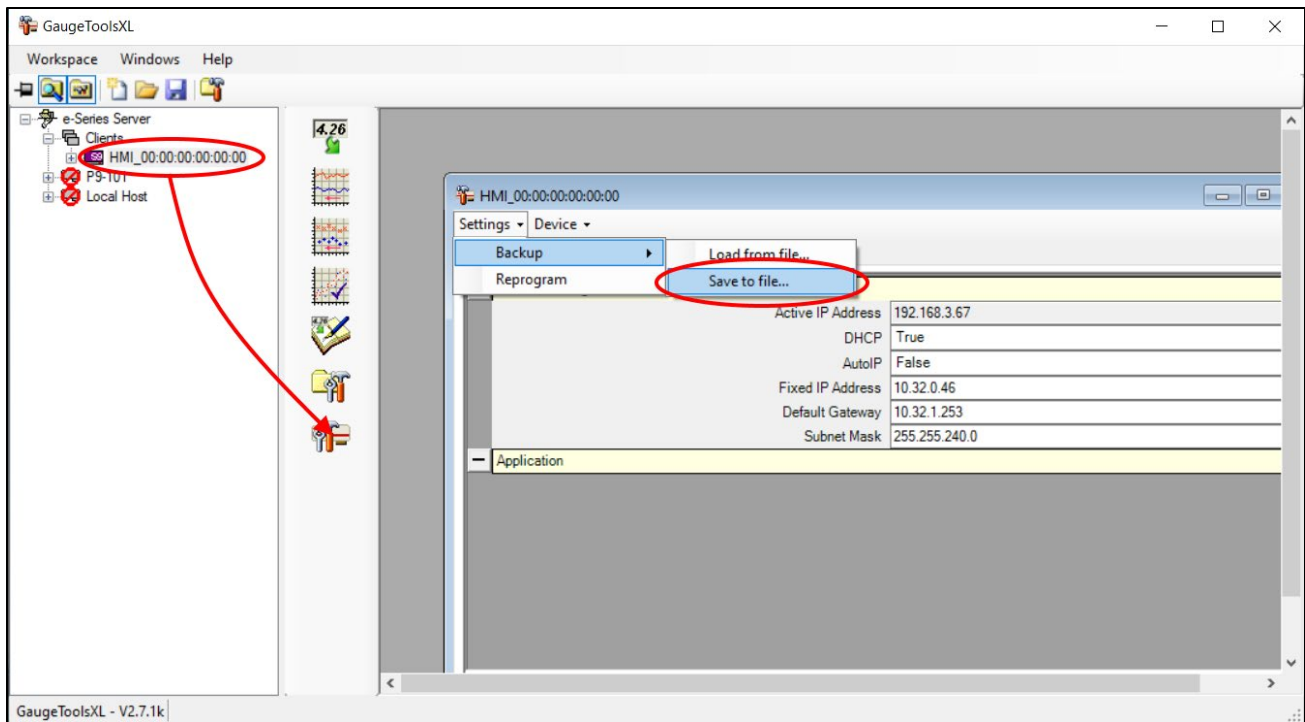 GaugeToolsXL
Workspace Windows Help
e-Series Server
Clients
HMI_00:00:00:00:00:00
P9-101
Local Host
4.26
HMI_00:00:00:00:00:00
Settings Device
Backup
Load from file...
Reprogram
Save to file...
Active IP Address 192.168.3.67
DHCP True
AutoIP False
Fixed IP Address 10.32.0.46
Default Gateway 10.32.1.253
Subnet Mask 255.255.240.0
Application
GaugeToolsXL - V2.7.1k